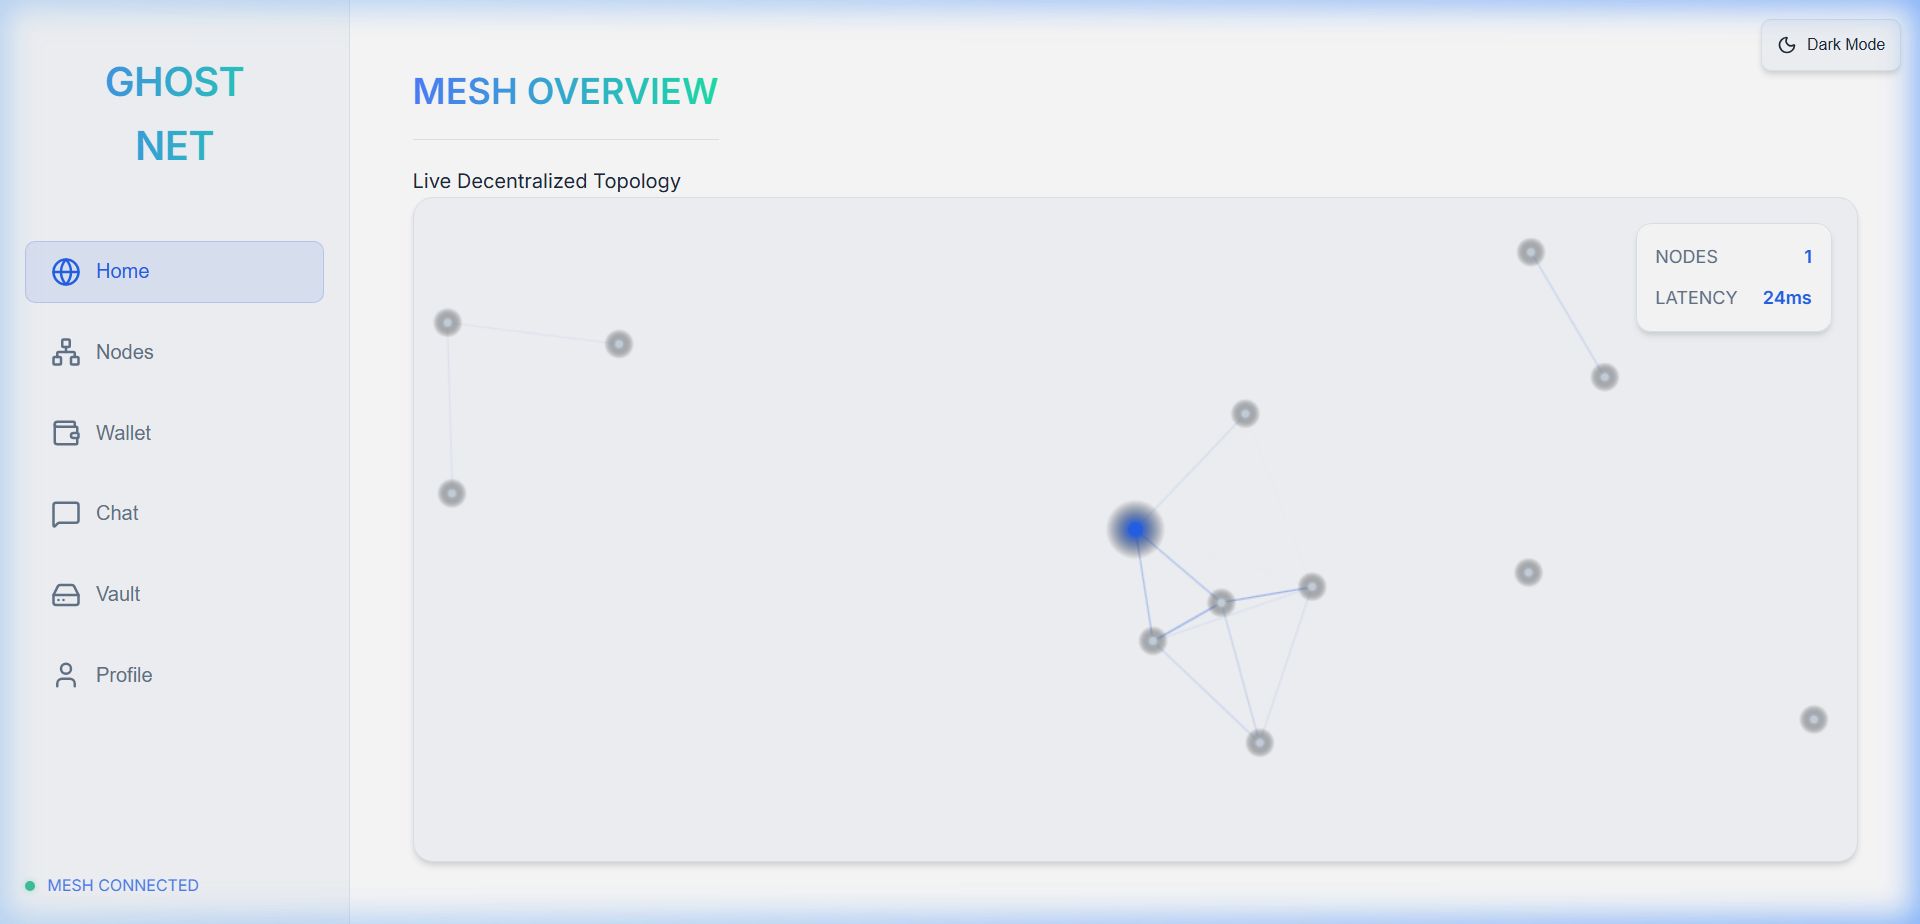 GHOST
NET
Home
Nodes
Wallet
Chat
Vault
Profile
MESH CONNECTED
Dark Mode
MESH OVERVIEW
Live Decentralized Topology
NODES 1
LATENCY 24ms